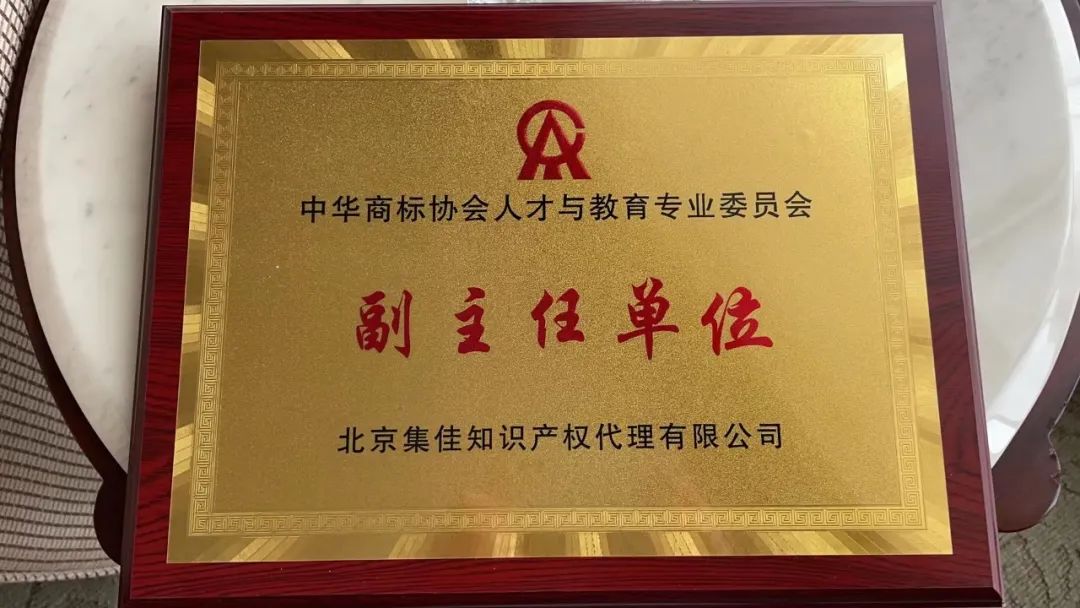 中华商标协会人才与教育专业委员会
副主任单位
北京集佳知识产权代理有限公司